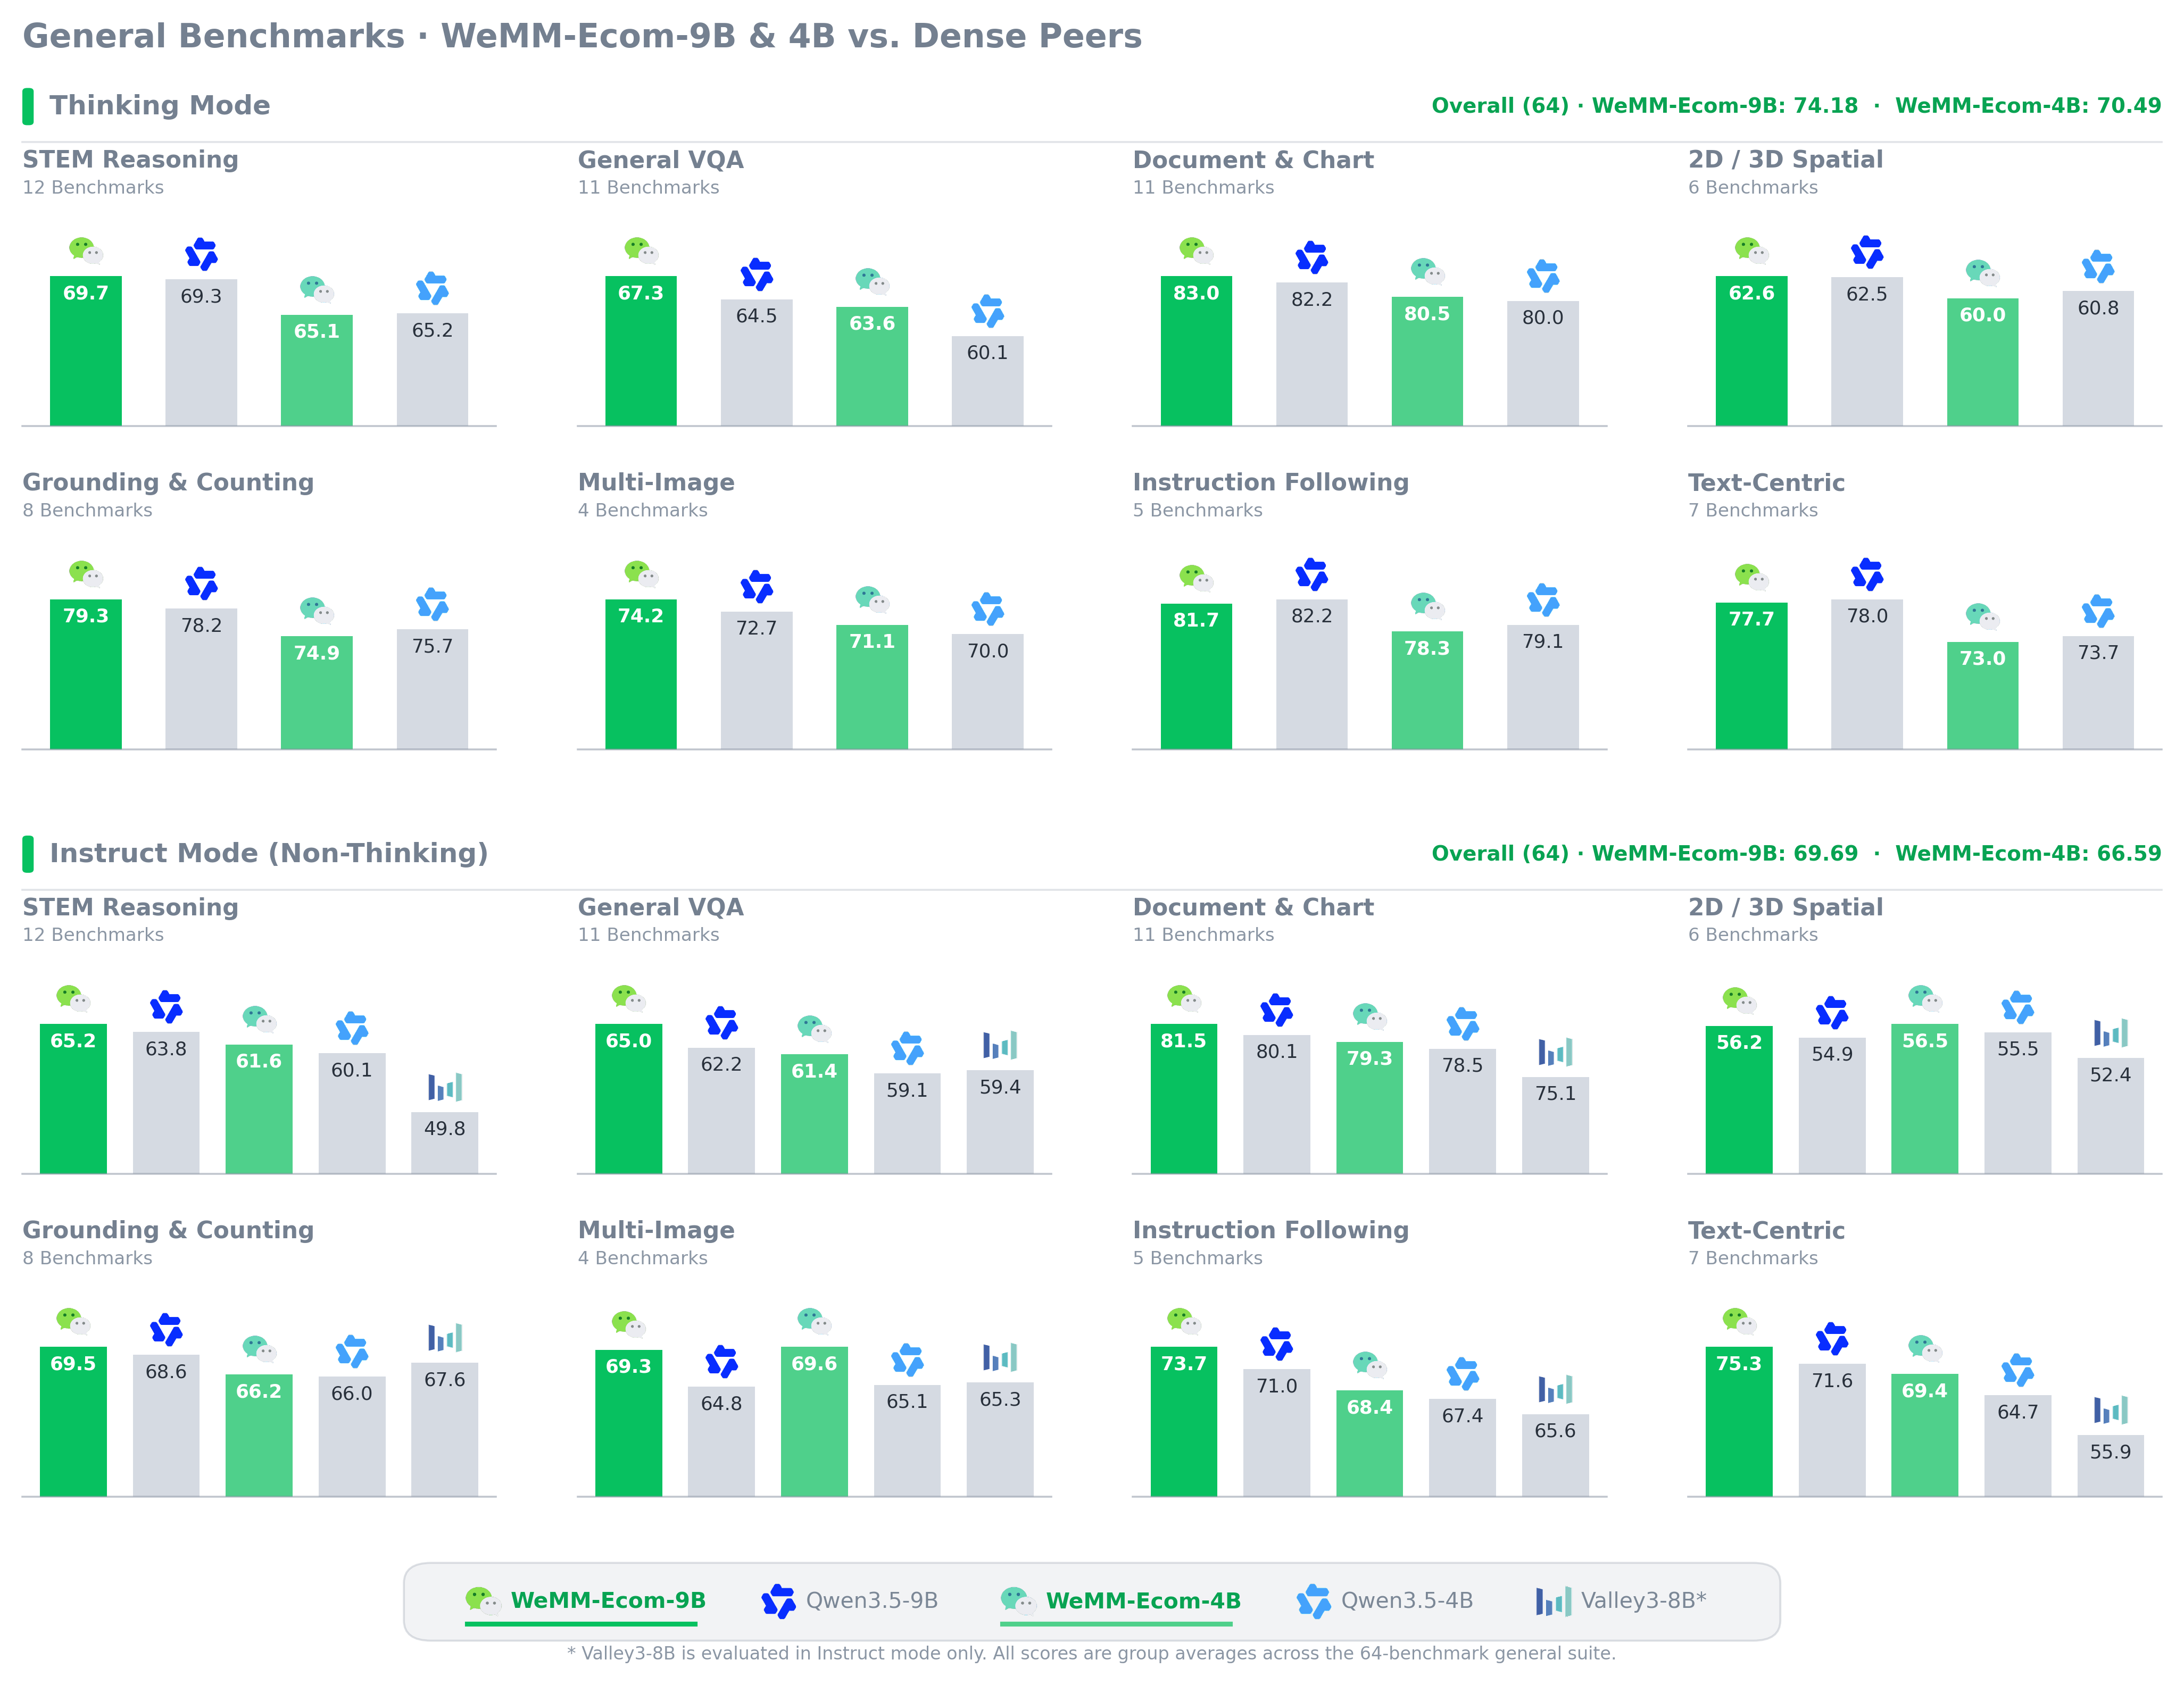 General Benchmarks · WeMM-Ecom-9B & 4B vs. Dense Peers
Thinking Mode
Overall (64) · WeMM-Ecom-9B: 74.18 · WeMM-Ecom-4B: 70.49
STEM Reasoning
12 Benchmarks
69.7
69.3
65.1
65.2
General VQA
11 Benchmarks
67.3
64.5
63.6
60.1
Document & Chart
11 Benchmarks
83.0
82.2
80.5
80.0
2D / 3D Spatial
6 Benchmarks
62.6
62.5
60.0
60.8
Grounding & Counting
8 Benchmarks
79.3
78.2
74.9
75.7
Multi-Image
4 Benchmarks
74.2
72.7
71.1
70.0
Instruction Following
5 Benchmarks
81.7
82.2
78.3
79.1
Text-Centric
7 Benchmarks
77.7
78.0
73.0
73.7
Instruct Mode (Non-Thinking)
Overall (64) · WeMM-Ecom-9B: 69.69 · WeMM-Ecom-4B: 66.59
STEM Reasoning
12 Benchmarks
65.2
63.8
61.6
60.1
49.8
General VQA
11 Benchmarks
65.0
62.2
61.4
59.1
59.4
Document & Chart
11 Benchmarks
81.5
80.1
79.3
78.5
75.1
2D / 3D Spatial
6 Benchmarks
56.2
54.9
56.5
55.5
52.4
Grounding & Counting
8 Benchmarks
69.5
68.6
66.2
66.0
67.6
Multi-Image
4 Benchmarks
69.3
64.8
69.6
65.1
65.3
Instruction Following
5 Benchmarks
73.7
71.0
68.4
67.4
65.6
Text-Centric
7 Benchmarks
75.3
71.6
69.4
64.7
55.9
WeMM-Ecom-9B
Qwen3.5-9B
WeMM-Ecom-4B
Qwen3.5-4B
Valley3-8B*
* Valley3-8B is evaluated in Instruct mode only. All scores are group averages across the 64-benchmark general suite.